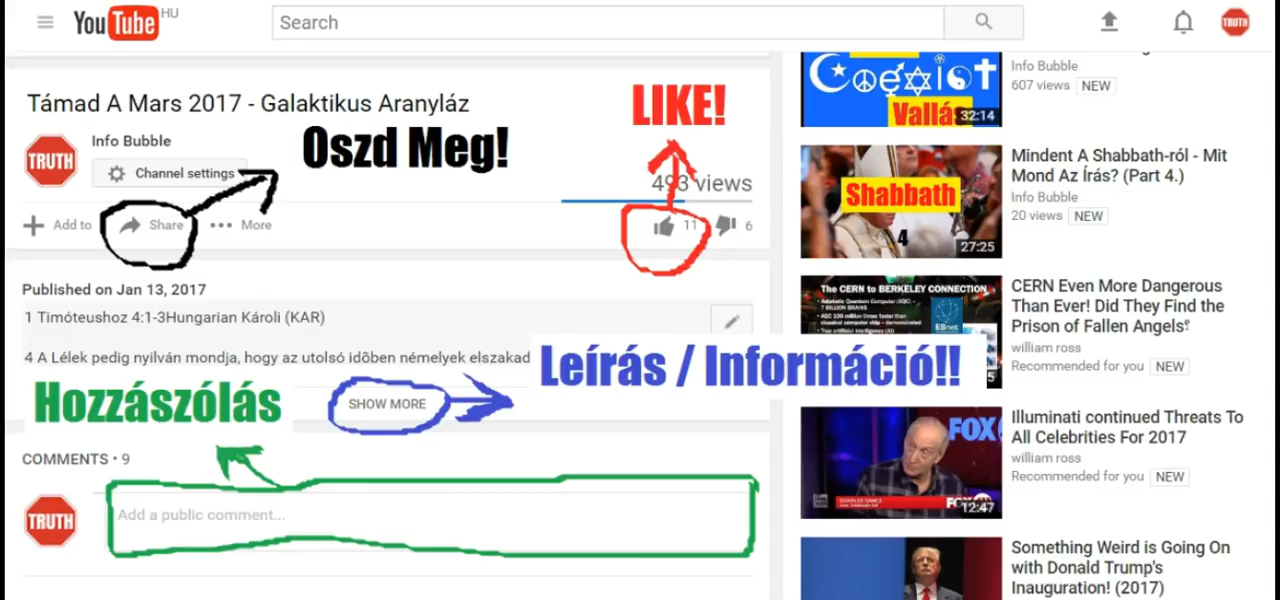 YouTube HU
Search
TRUTH
Támad A Mars 2017 - Galaktikus Aranyláz
TRUTH
Info Bubble
Channel settings
Oszd Meg!
LIKE!
493 views
Add to
Share
More
11
6
Published on Jan 13, 2017
1 Timóteushoz 4:1-3Hungarian Károli (KAR)
4 A Lélek pedig nyilván mondja, hogy az utolsó időben némelyek elszakad
Leírás / Információ!!
Hozzászólás
SHOW MORE
COMMENTS • 9
TRUTH
Add a public comment...
Coexist
Vallás
32:14
Info Bubble
607 views NEW
Shabbath
4
27:25
Mindent A Shabbath-ról - Mit
Mond Az Írás? (Part 4.)
Info Bubble
20 views NEW
The CERN to BERKELEY CONNECTION
ESnet
5
CERN Even More Dangerous
Than Ever! Did They Find the
Prison of Fallen Angels‽
william ross
Recommended for you NEW
FOX
CHARLES DANCE
FOX
12:47
Illuminati continued Threats To
All Celebrities For 2017
william ross
Recommended for you NEW
Something Weird is Going On
with Donald Trump's
Inauguration! (2017)